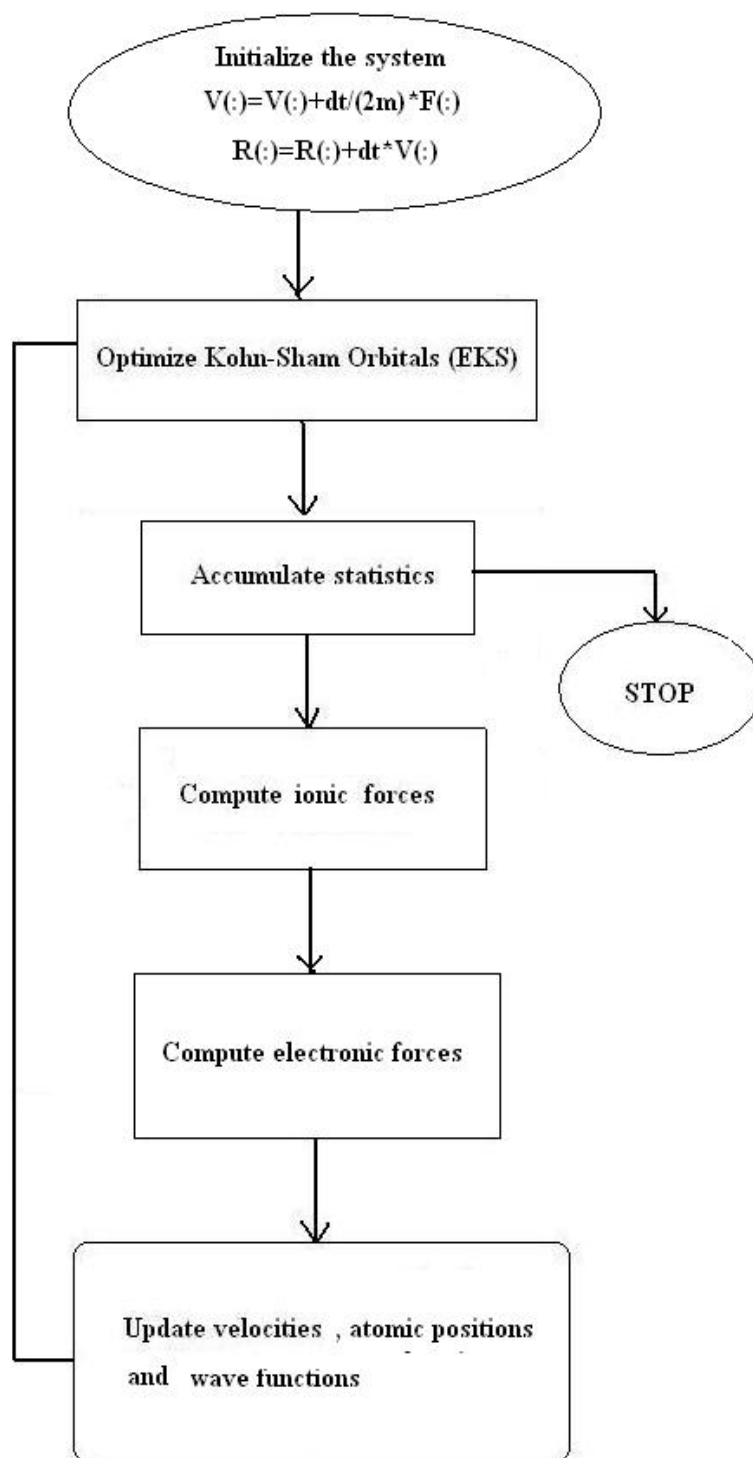 Initialize the system
V(:)=V(:)+dt/(2m)*F(:)
R(:)=R(:)+dt*V(:)
Optimize Kohn-Sham Orbitals (EKS)
Accumulate statistics
STOP
Compute ionic forces
Compute electronic forces
Update velocities , atomic positions
and wave functions